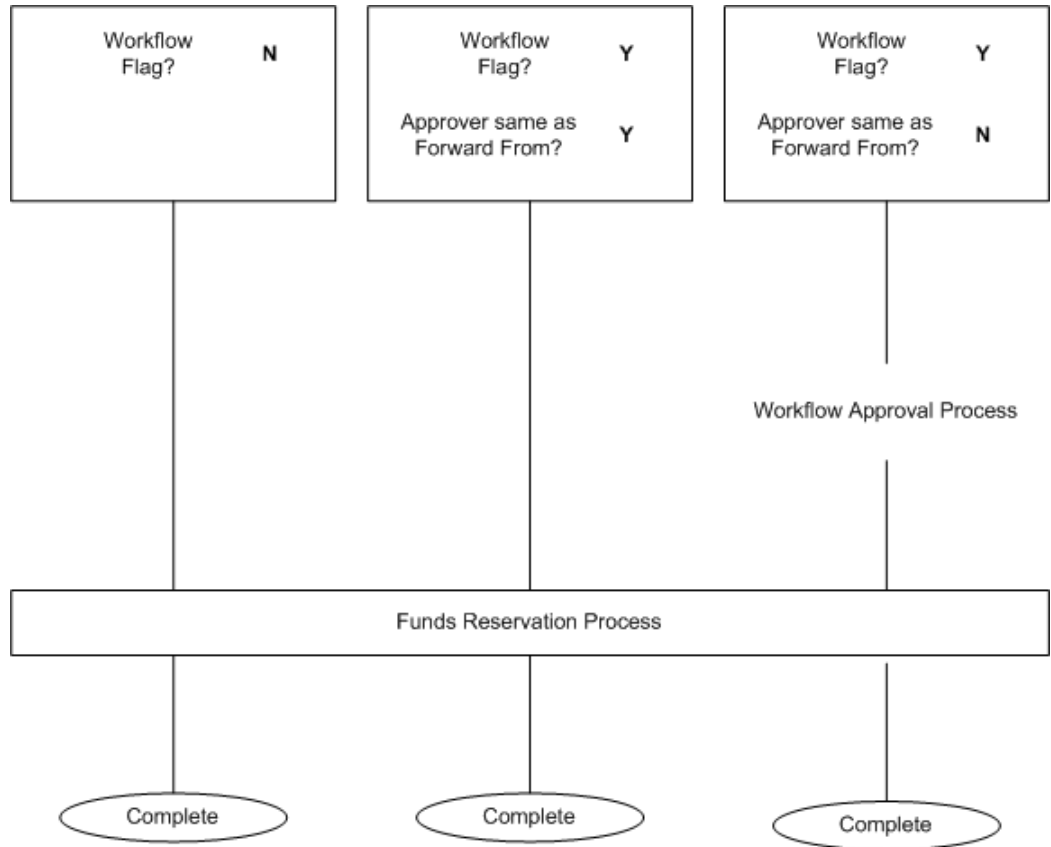 Workflow
Flag?
N
Workflow
Flag?
Y
Approver same as
Forward From?
Y
Workflow
Flag?
Y
Approver same as
Forward From?
N
Workflow Approval Process
Funds Reservation Process
Complete
Complete
Complete